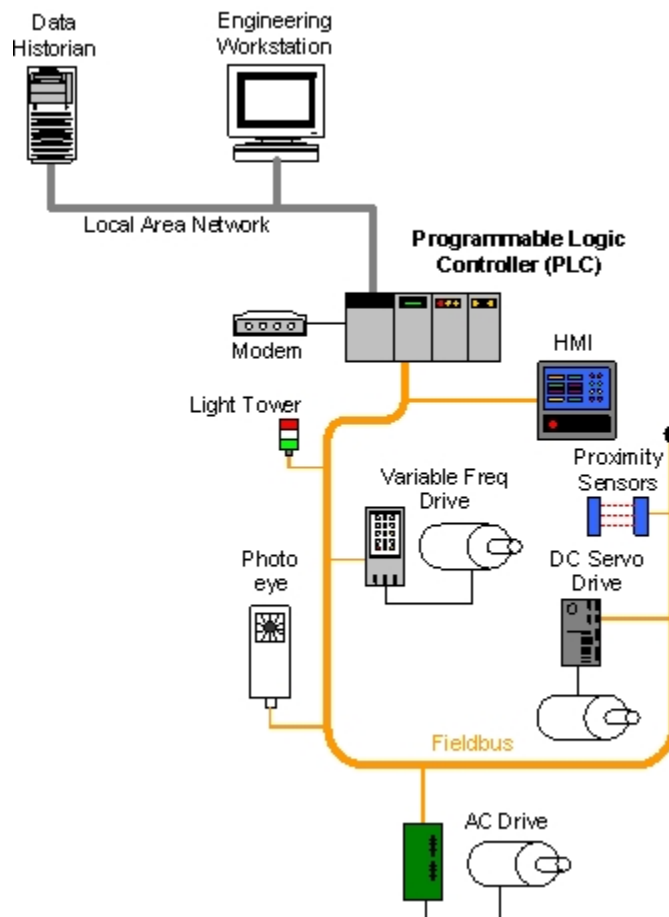 Data
Historian
Engineering
Workstation
Local Area Network
Programmable Logic
Controller (PLC)
Modem
HMI
Light Tower
Variable Freq
Drive
Proximity
Sensors
Photo
eye
DC Servo
Drive
Fieldbus
AC Drive